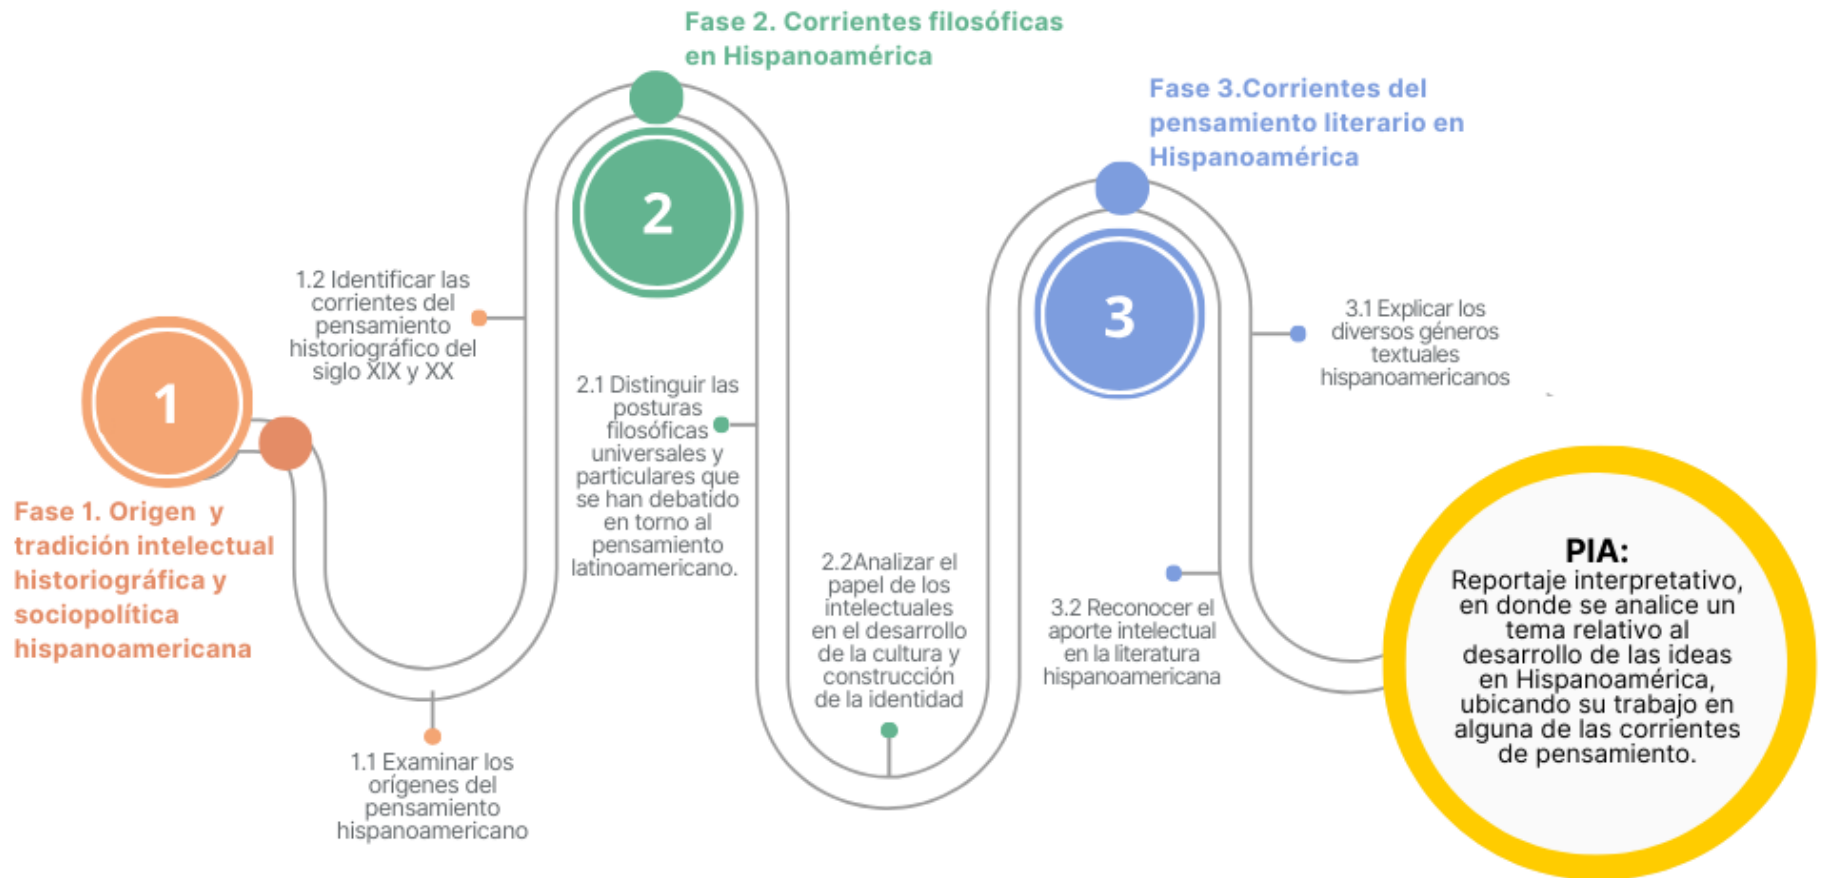 1
Fase 1. Origen y
tradición intelectual
historiográfica y
sociopolítica
hispanoamericana
1.1 Examinar los
orígenes del
pensamiento
hispanoamericano
1.2 Identificar las
corrientes del
pensamiento
historiográfico del
siglo XIX y XX
Fase 2. Corrientes filosóficas
en Hispanoamérica
2
2.1 Distinguir las
posturas
filosóficas
universales y
particulares que
se han debatido
en torno al
pensamiento
latinoamericano.
2.2Analizar el
papel de los
intelectuales
en el desarrollo
de la cultura y
construcción
de la identidad
Fase 3.Corrientes del
pensamiento literario en
Hispanoamérica
3
3.1 Explicar los
diversos géneros
textuales
hispanoamericanos
3.2 Reconocer el
aporte intelectual
en la literatura
hispanoamericana
PIA:
Reportaje interpretativo,
en donde se analice un
tema relativo al
desarrollo de las ideas
en Hispanoamérica,
ubicando su trabajo en
alguna de las corrientes
de pensamiento.